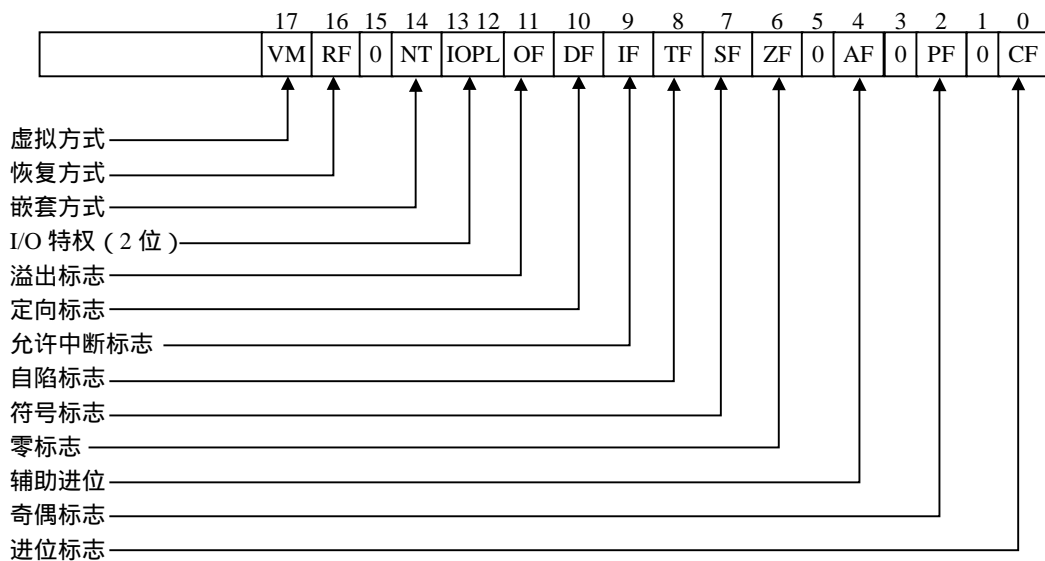 17 16 15 14 13 12 11 10 9 8 7 6 5 4 3 2 1 0
VM RF 0 NT IOPL OF DF IF TF SF ZF 0 AF 0 PF 0 CF
虚拟方式
恢复方式
嵌套方式
I/O 特权（2 位）
溢出标志
定向标志
允许中断标志
自陷标志
符号标志
零标志
辅助进位
奇偶标志
进位标志